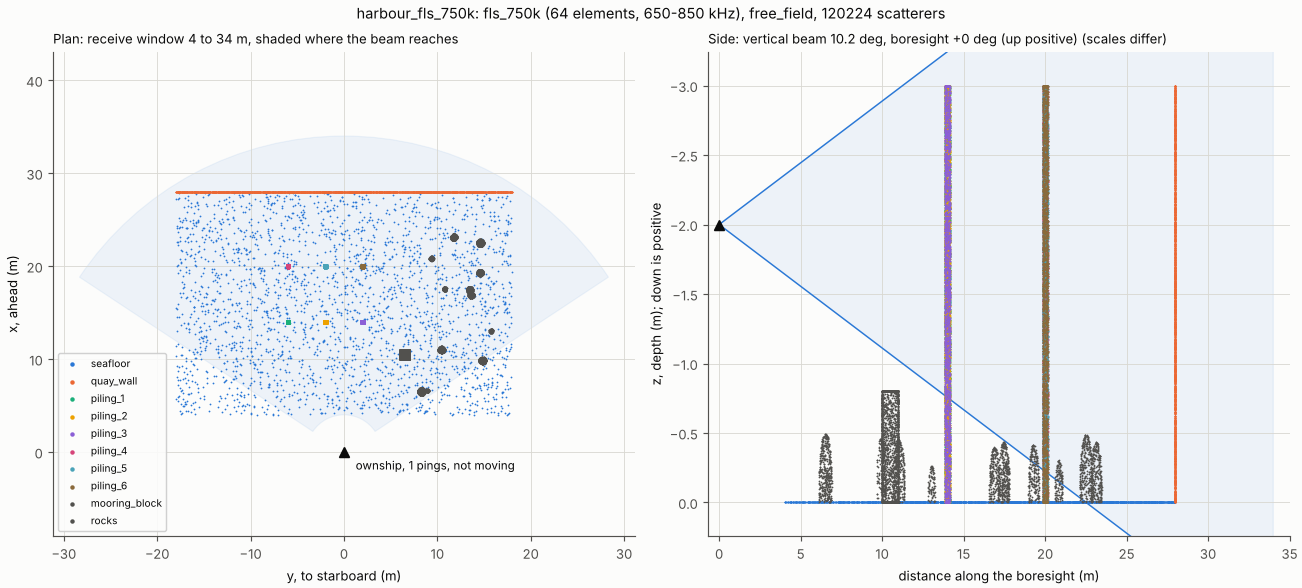 harbour_fls_750k: fls_750k (64 elements, 650-850 kHz), free_field, 120224 scatterers
Plan: receive window 4 to 34 m, shaded where the beam reaches
40
30
20
10
0
x, ahead (m)
seafloor
quay_wall
piling_1
piling_2
piling_3
piling_4
piling_5
piling_6
mooring_block
rocks
ownship, 1 pings, not moving
−30
−20
−10
0
10
20
30
y, to starboard (m)
Side: vertical beam 10.2 deg, boresight +0 deg (up positive) (scales differ)
−3.0
−2.5
−2.0
−1.5
−1.0
−0.5
0.0
z, depth (m); down is positive
0
5
10
15
20
25
30
35
distance along the boresight (m)